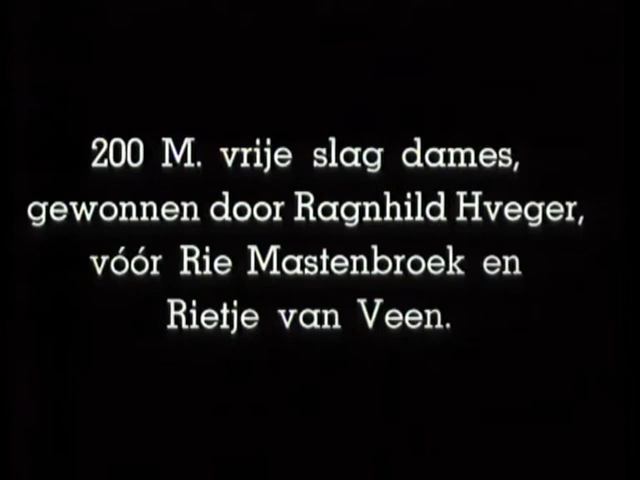 200 M. vrije slag dames,
gewonnen door Ragnhild Hveger,
vóór Rie Mastenbroek en
Rietje van Veen.